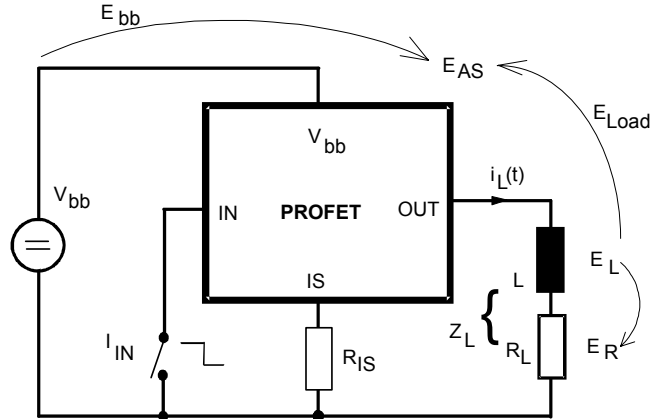 E bb
E AS
E Load
V bb
V bb
i L (t)
IN
PROFET
OUT
IS
L
E L
Z L
{
R L
E R
I IN
R IS